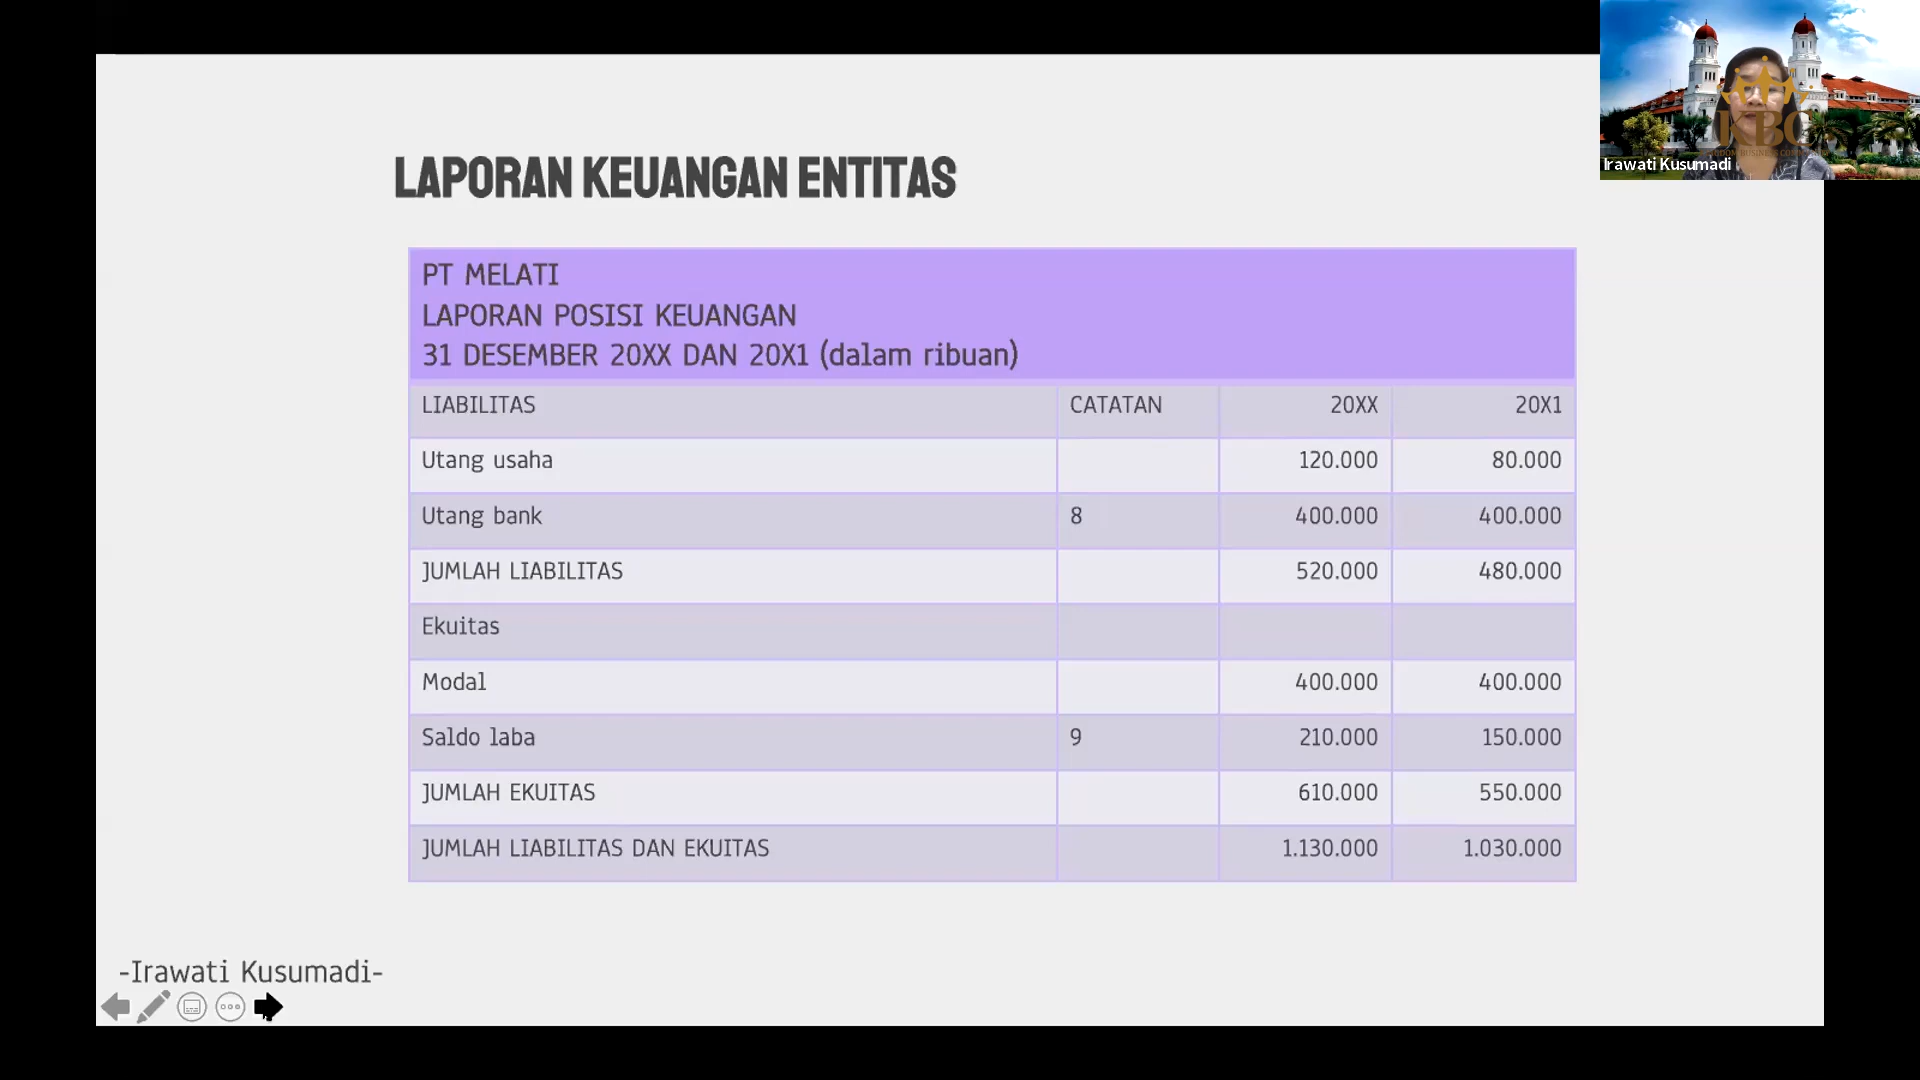 LAPORAN KEUANGAN ENTITAS
PT MELATI
LAPORAN POSISI KEUANGAN
31 DESEMBER 20XX DAN 20X1 (dalam ribuan)
LIABILITAS CATATAN 20XX 20X1
Utang usaha 120.000 80.000
Utang bank 8 400.000 400.000
JUMLAH LIABILITAS 520.000 480.000
Ekuitas
Modal 400.000 400.000
Saldo laba 9 210.000 150.000
JUMLAH EKUITAS 610.000 550.000
JUMLAH LIABILITAS DAN EKUITAS 1.130.000 1.030.000
-Irawati Kusumadi-
KBC
Irawati Kusumadi